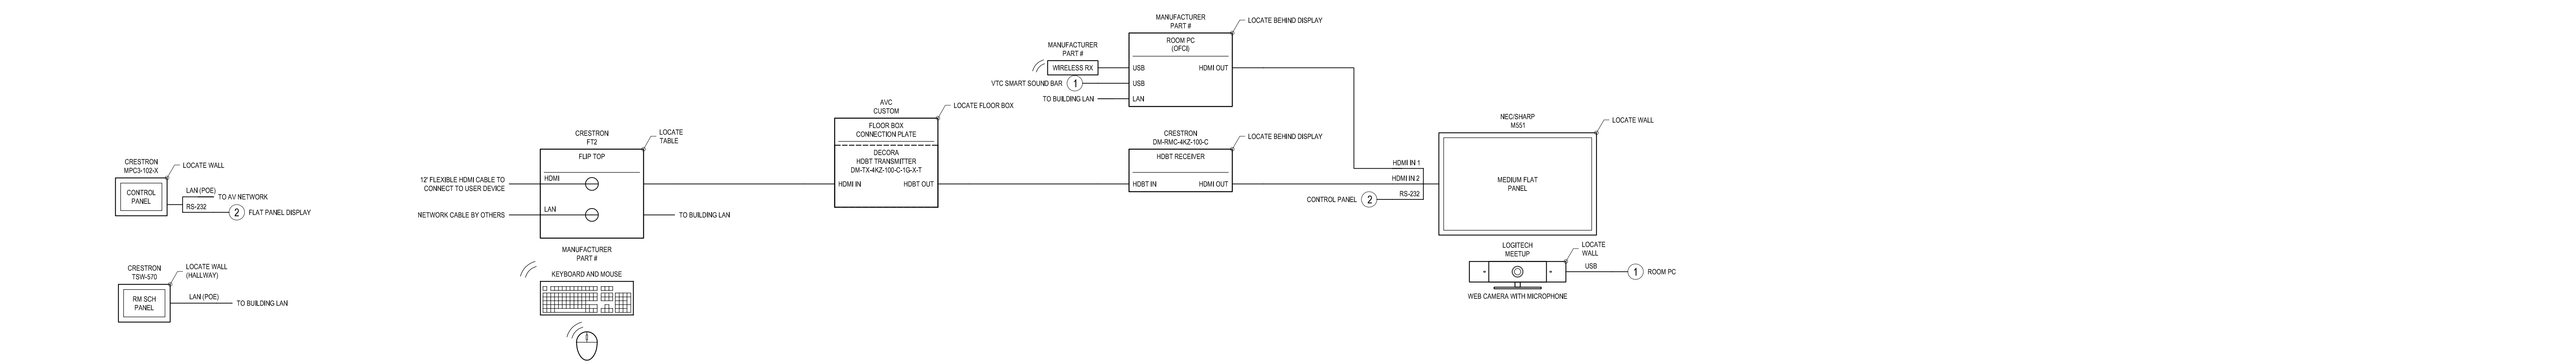 CRESTRON
MPC3-102-X
LOCATE WALL
CONTROL
PANEL
LAN (POE)
TO AV NETWORK
RS-232
2
FLAT PANEL DISPLAY
CRESTRON
TSW-570
LOCATE WALL
(HALLWAY)
RM SCH
PANEL
LAN (POE)
TO BUILDING LAN
CRESTRON
FT2
LOCATE
TABLE
FLIP TOP
12' FLEXIBLE HDMI CABLE TO
CONNECT TO USER DEVICE
HDMI
NETWORK CABLE BY OTHERS
LAN
TO BUILDING LAN
MANUFACTURER
PART #
KEYBOARD AND MOUSE
AVC
CUSTOM
LOCATE FLOOR BOX
FLOOR BOX
CONNECTION PLATE
DECORA
HDBT TRANSMITTER
DM-TX-4KZ-100-C-1G-X-T
HDMI IN
HDBT OUT
MANUFACTURER
PART #
WIRELESS RX
VTC SMART SOUND BAR
1
TO BUILDING LAN
MANUFACTURER
PART #
LOCATE BEHIND DISPLAY
ROOM PC
(OFCI)
USB
HDMI OUT
USB
LAN
CRESTRON
DM-RMC-4KZ-100-C
LOCATE BEHIND DISPLAY
HDBT RECEIVER
HDBT IN
HDMI OUT
NEC/SHARP
M551
LOCATE WALL
HDMI IN 1
HDMI IN 2
RS-232
CONTROL PANEL
2
MEDIUM FLAT
PANEL
LOGITECH
MEETUP
LOCATE
WALL
USB
1
ROOM PC
WEB CAMERA WITH MICROPHONE